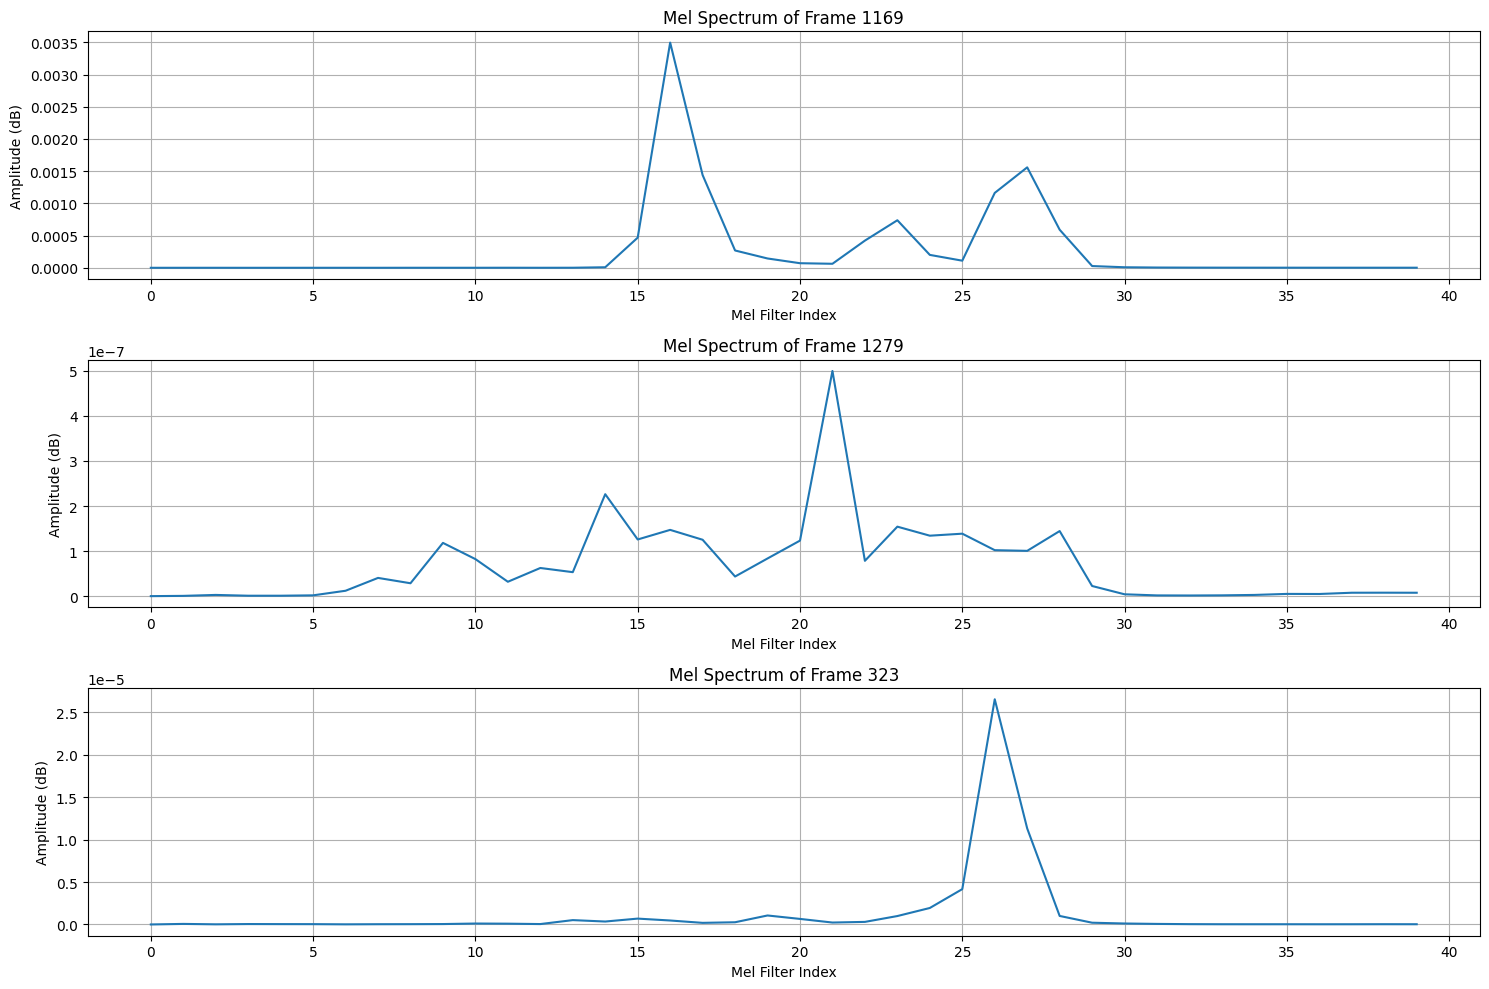 Mel Spectrum of Frame 1169
Amplitude (dB)
0.0035
0.0030
0.0025
0.0020
0.0015
0.0010
0.0005
0.0000
0 5 10 15 20 25 30 35 40
Mel Filter Index
Mel Spectrum of Frame 1279
1e−7
Amplitude (dB)
5
4
3
2
1
0
0 5 10 15 20 25 30 35 40
Mel Filter Index
Mel Spectrum of Frame 323
1e−5
Amplitude (dB)
2.5
2.0
1.5
1.0
0.5
0.0
0 5 10 15 20 25 30 35 40
Mel Filter Index